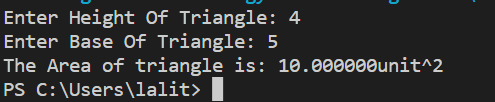 Enter Height Of Triangle: 4
Enter Base Of Triangle: 5
The Area of triangle is: 10.000000unit^2
PS C:\Users\lalit>